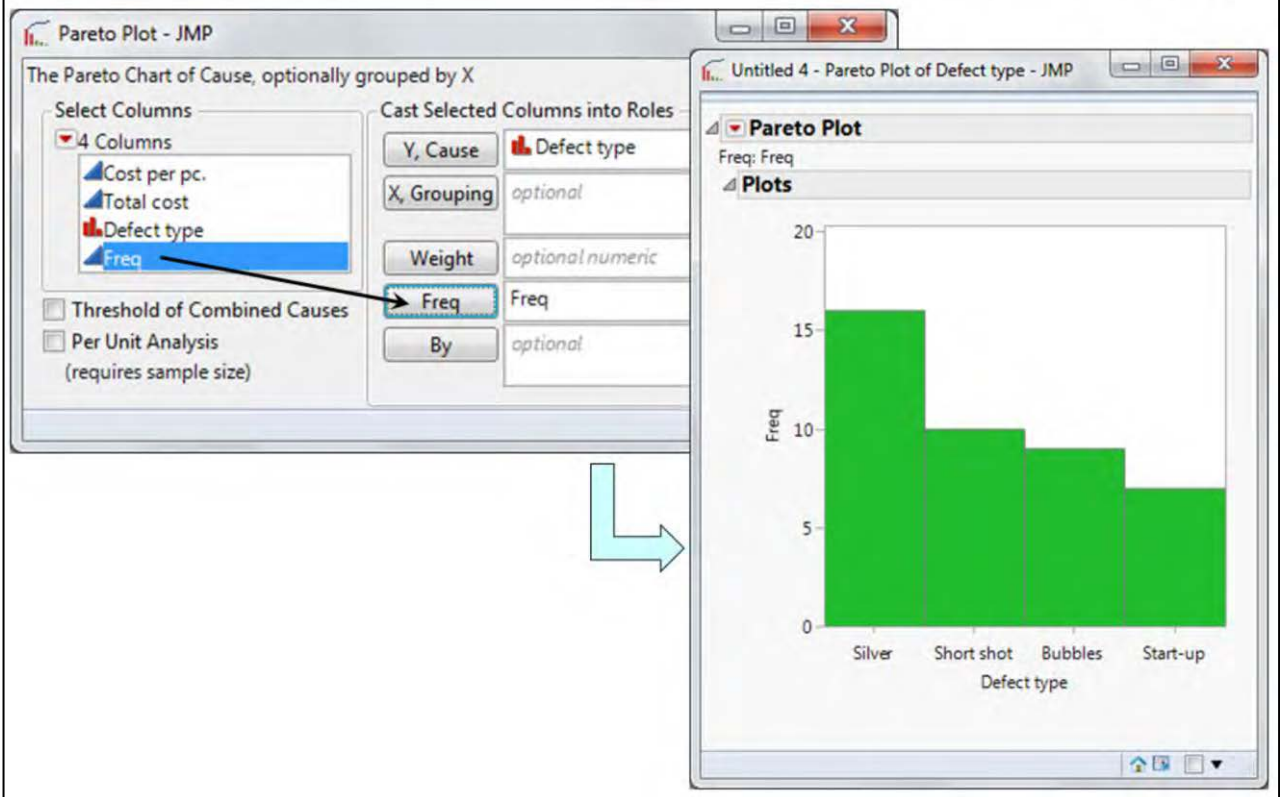 Pareto Plot - JMP
The Pareto Chart of Cause, optionally grouped by X
Select Columns
4 Columns
Cost per pc.
Total cost
Defect type
Freq
Threshold of Combined Causes
Per Unit Analysis
(requires sample size)
Cast Selected Columns into Roles
Y, Cause
Defect type
X, Grouping
optional
Weight
optional numeric
Freq
Freq
By
optional
Untitled 4 - Pareto Plot of Defect type - JMP
Pareto Plot
Freq: Freq
Plots
20
15
10
5
0
Freq
Silver Short shot Bubbles Start-up
Defect type